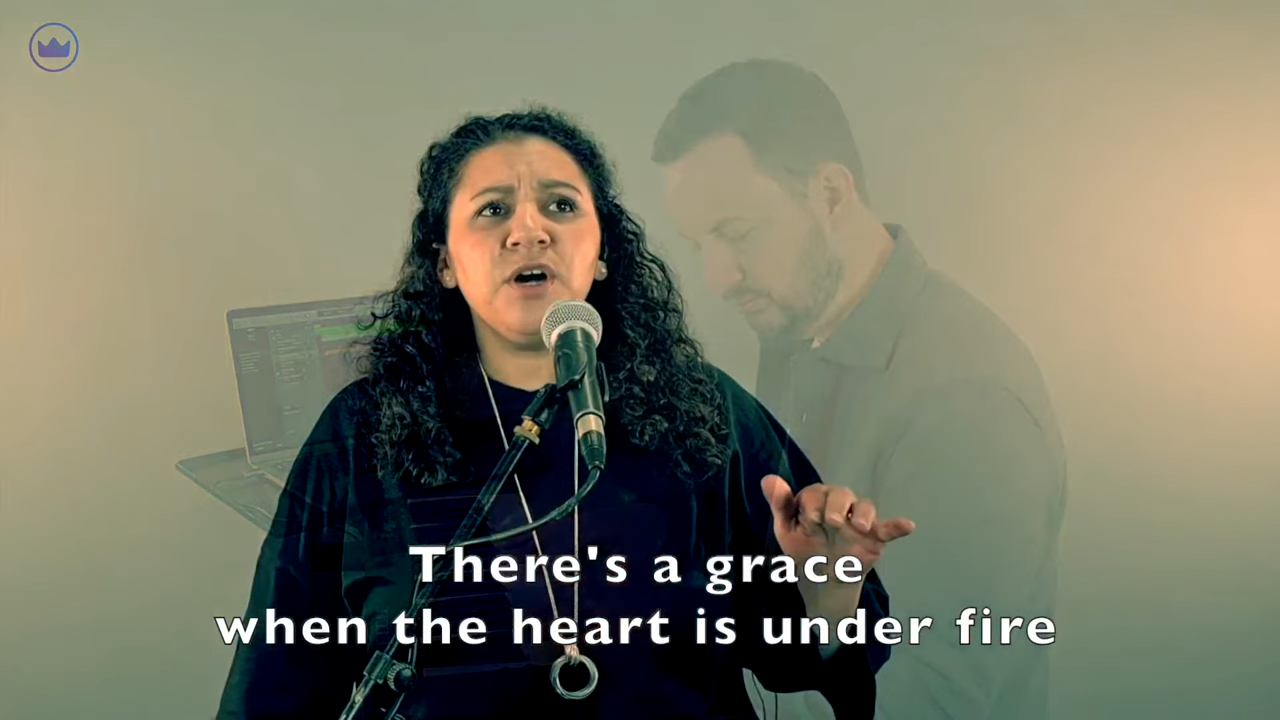 There's a grace
when the heart is under fire